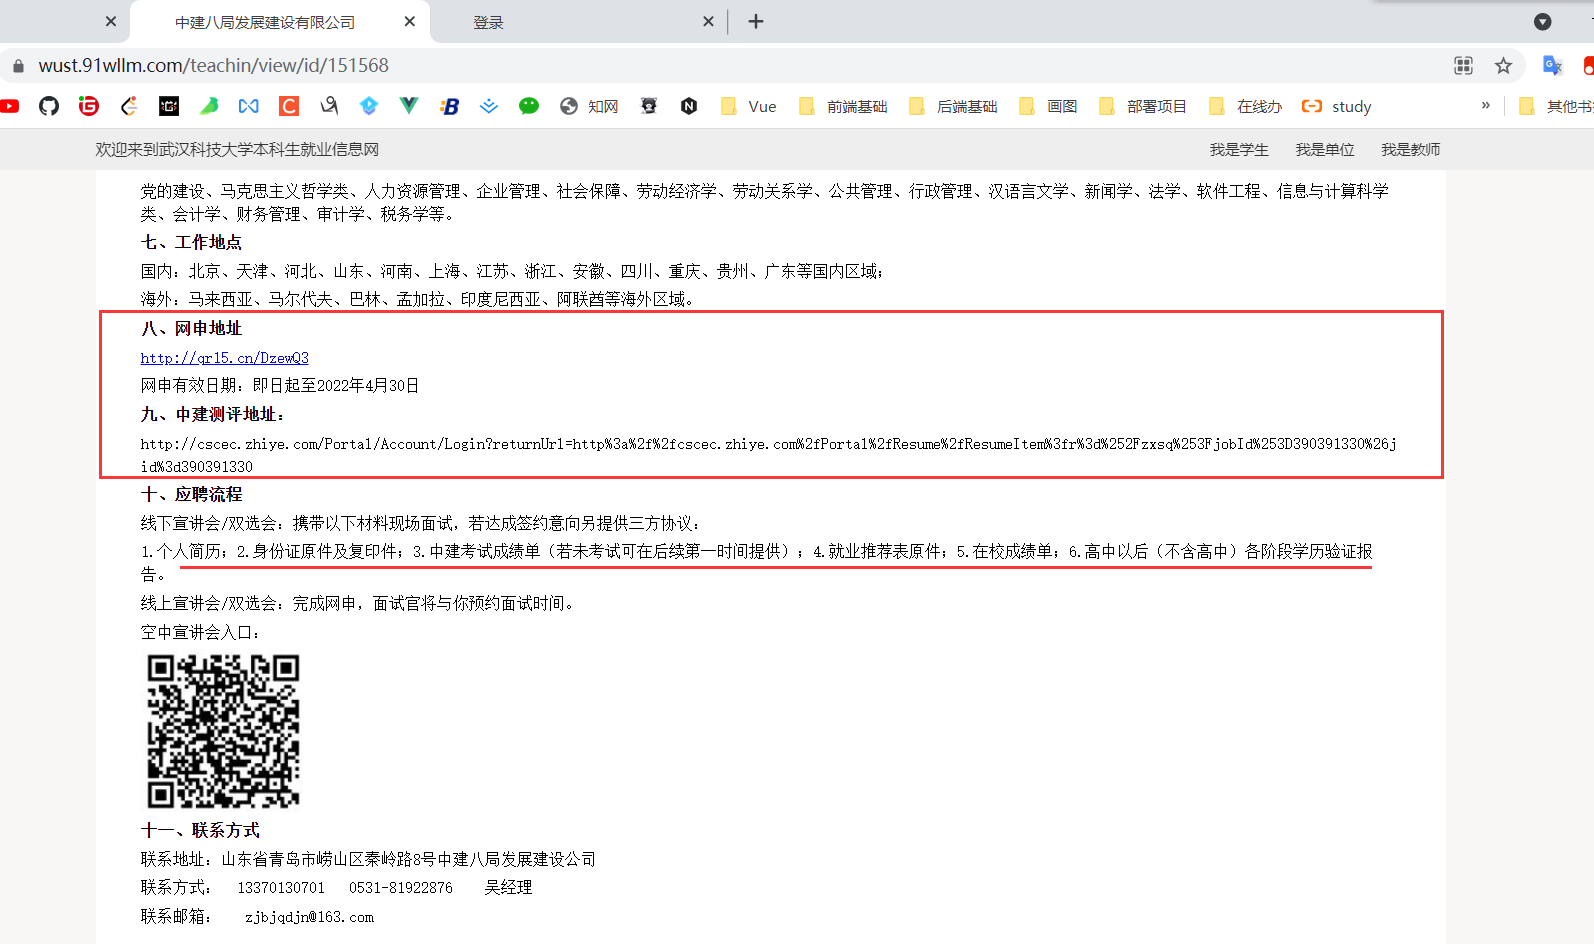 中建八局发展建设有限公司
登录
wust.91wllm.com/teachin/view/id/151568
知网 Vue 前端基础 后端基础 画图 部署项目 在线办 study » 其他书
欢迎来到武汉科技大学本科生就业信息网 我是学生 我是单位 我是教师
党的建设、马克思主义哲学类、人力资源管理、企业管理、社会保障、劳动经济学、劳动关系学、公共管理、行政管理、汉语言文学、新闻学、法学、软件工程、信息与计算科学
类、会计学、财务管理、审计学、税务学等。
七、工作地点
国内：北京、天津、河北、山东、河南、上海、江苏、浙江、安徽、四川、重庆、贵州、广东等国内区域；
海外：马来西亚、马尔代夫、巴林、孟加拉、印度尼西亚、阿联酋等海外区域。
八、网申地址
http://qr15.cn/DzewQ3
网申有效日期：即日起至2022年4月30日
九、中建测评地址：
http://cscec.zhiye.com/Portal/Account/Login?returnUrl=http%3a%2f%2fcscec.zhiye.com%2fPortal%2fResume%2fResumeItem%3fr%3d%252Fzxsq%253FjobId%253D390391330%26j
id%3d390391330
十、应聘流程
线下宣讲会/双选会：携带以下材料现场面试，若达成签约意向另提供三方协议：
1.个人简历；2.身份证原件及复印件；3.中建考试成绩单（若未考试可在后续第一时间提供）；4.就业推荐表原件；5.在校成绩单；6.高中以后（不含高中）各阶段学历验证报
告。
线上宣讲会/双选会：完成网申，面试官将与你预约面试时间。
空中宣讲会入口：
十一、联系方式
联系地址：山东省青岛市崂山区秦岭路8号中建八局发展建设公司
联系方式： 13370130701 0531-81922876 吴经理
联系邮箱： zjbjqdjn@163.com